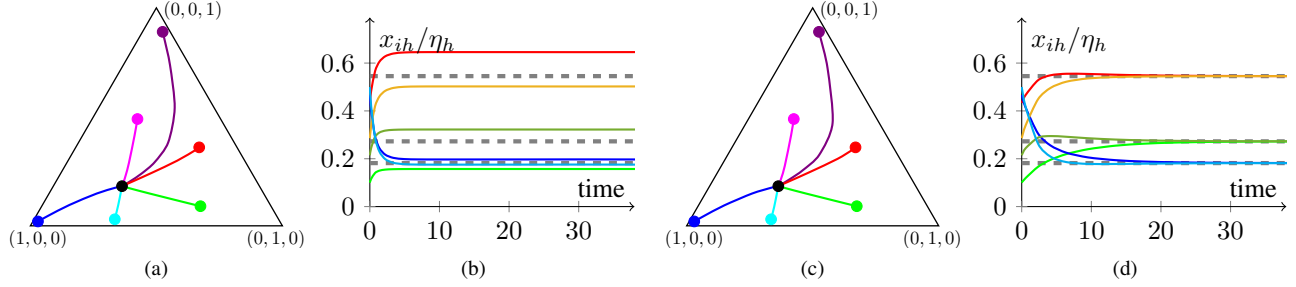 (0, 0, 1)
(1, 0, 0)
(0, 1, 0)
(a)
x_{ih}/η_h
0.6
0.4
0.2
0
time
0
10
20
30
(b)
(0, 0, 1)
(1, 0, 0)
(0, 1, 0)
(c)
x_{ih}/η_h
0.6
0.4
0.2
0
time
0
10
20
30
(d)